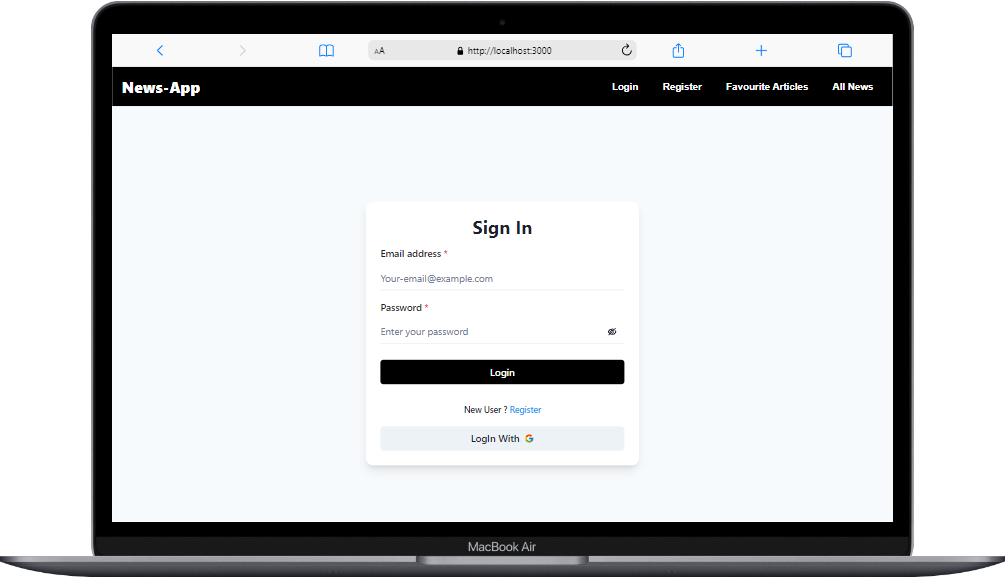 AA http://localhost:3000
News-App Login Register Favourite Articles All News
Sign In
Email address *
Your-email@example.com
Password *
Enter your password
Login
New User ? Register
LogIn With G
MacBook Air